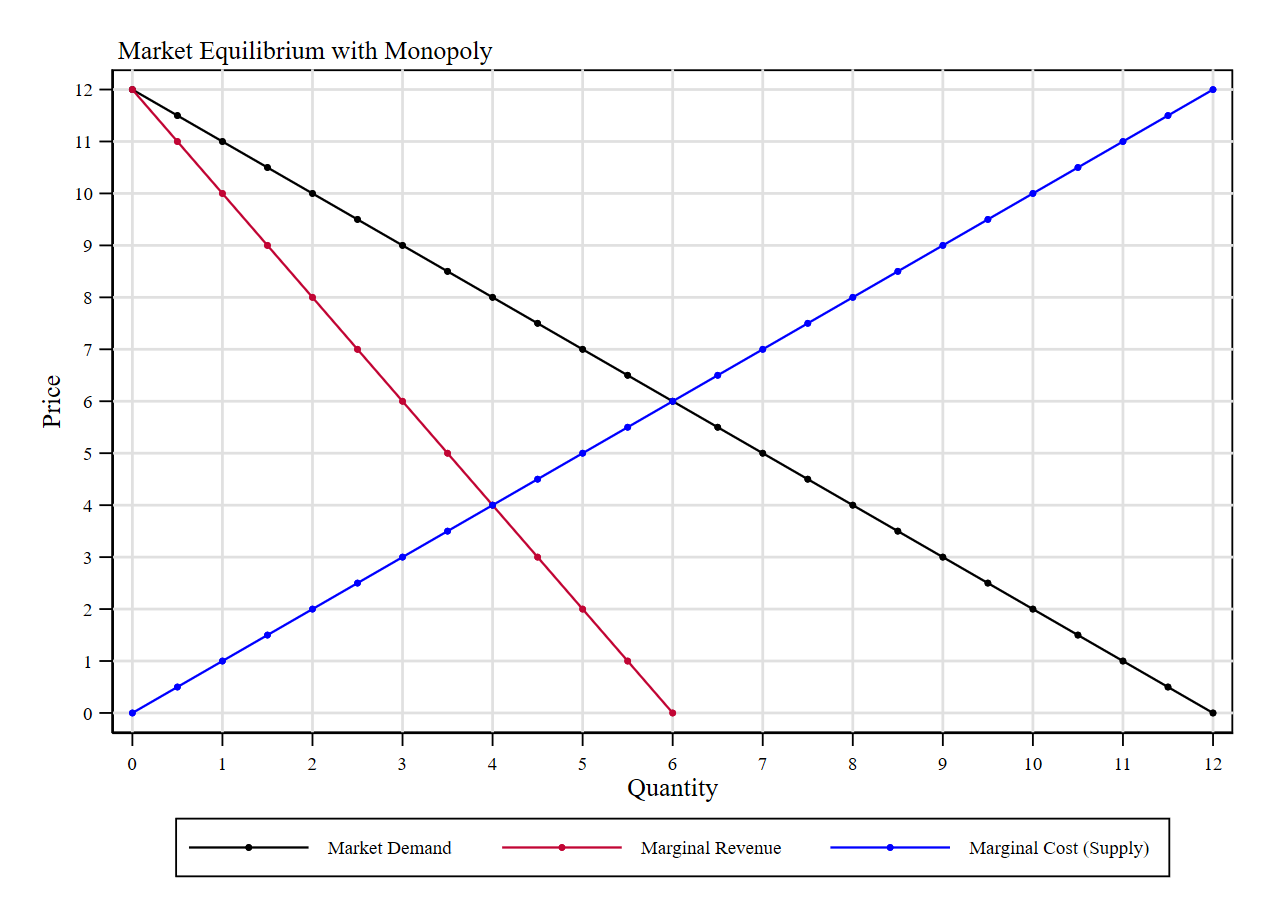 Market Equilibrium with Monopoly
12
11
10
9
8
7
6
5
4
3
2
1
0
Price
0 1 2 3 4 5 6 7 8 9 10 11 12
Quantity
Market Demand Marginal Revenue Marginal Cost (Supply)